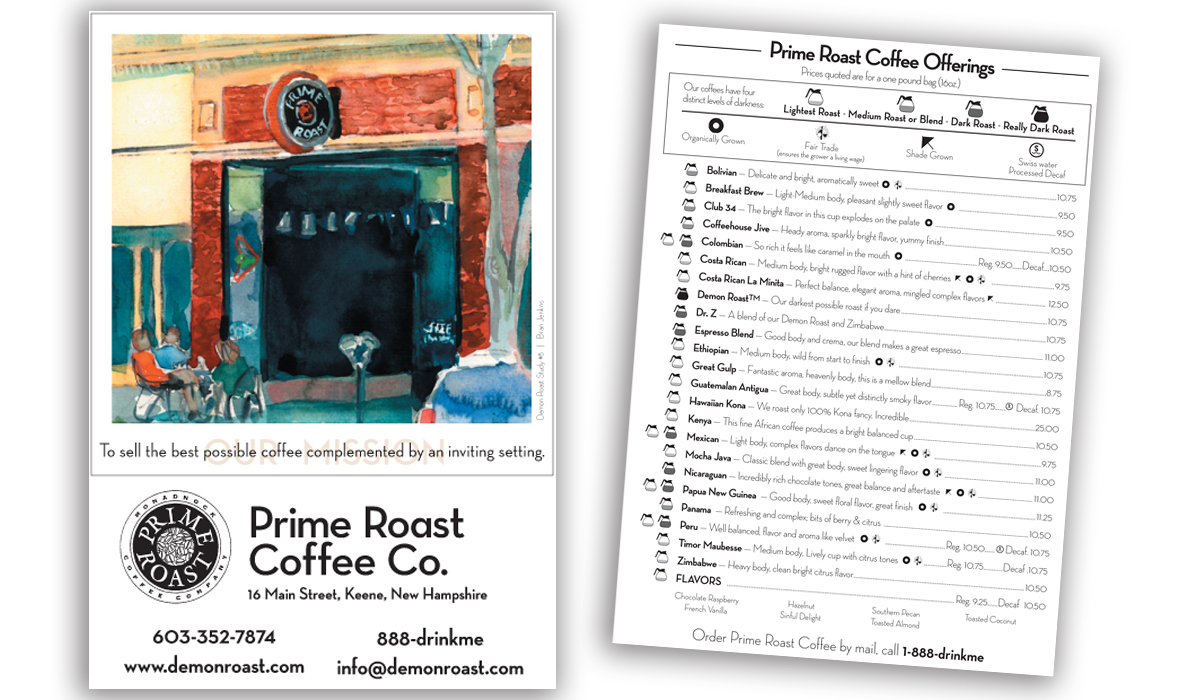 PRIME
ROAST
Demon Roast Study #8 | Brian Jenkins
OUR MISSION
To sell the best possible coffee complemented by an inviting setting.
MONADNOCK
PRIME
ROAST
COFFEE COMPANY
Prime Roast
Coffee Co.
16 Main Street, Keene, New Hampshire
603-352-7874
888-drinkme
www.demonroast.com
info@demonroast.com
Prime Roast Coffee Offerings
Prices quoted are for a one pound bag (16oz.)
Our coffees have four
distinct levels of darkness:
Lightest Roast · Medium Roast or Blend · Dark Roast · Really Dark Roast
Organically Grown
Fair Trade
(ensures the grower a living wage)
Shade Grown
Swiss water
Processed Decaf
Bolivian — Delicate and bright, aromatically sweet 10.75
Breakfast Brew — Light-Medium body, pleasant slightly sweet flavor 9.50
Club 34 — The bright flavor in this cup explodes on the palate 9.50
Coffeehouse Jive — Heady aroma, sparkly bright flavor, yummy finish 10.50
Colombian — So rich it feels like caramel in the mouth Reg. 9.50 Decaf 10.50
Costa Rican — Medium body, bright rugged flavor with a hint of cherries 9.75
Costa Rican La Minita — Perfect balance, elegant aroma, mingled complex flavors 12.50
Demon Roast™ — Our darkest possible roast if you dare 10.75
Dr. Z — A blend of our Demon Roast and Zimbabwe 10.75
Espresso Blend — Good body and crema, our blend makes a great espresso 11.00
Ethiopian — Medium body, wild from start to finish 10.75
Great Gulp — Fantastic aroma, heavenly body, this is a mellow blend 8.75
Guatemalan Antigua — Great body, subtle yet distinctly smoky flavor Reg. 10.75 Decaf. 10.75
Hawaiian Kona — We roast only 100% Kona fancy. Incredible 25.00
Kenya — This fine African coffee produces a bright balanced cup 10.50
Mexican — Light body, complex flavors dance on the tongue 9.75
Mocha Java — Classic blend with great body, sweet lingering flavor 11.00
Nicaraguan — Incredibly rich chocolate tones, great balance and aftertaste 11.00
Papua New Guinea — Good body, sweet floral flavor, great finish 11.25
Panama — Refreshing and complex; bits of berry & citrus 10.50
Peru — Well balanced, flavor and aroma like velvet Reg. 10.50 Decaf. 10.75
Timor Maubesse — Medium body, Lively cup with citrus tones Reg. 10.75 Decaf .10.75
Zimbabwe — Heavy body, clean bright citrus flavor 10.50
FLAVORS Reg. 9.25 Decaf 10.50
Chocolate Raspberry
French Vanilla
Hazelnut
Sinful Delight
Southern Pecan
Toasted Almond
Toasted Coconut
Order Prime Roast Coffee by mail, call 1-888-drinkme